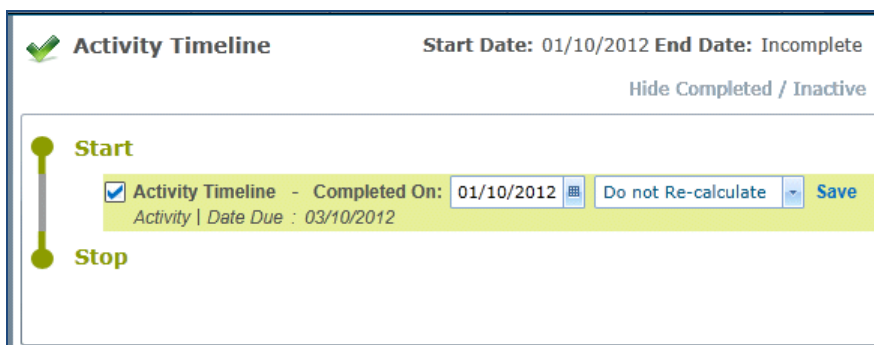 Activity Timeline Start Date: 01/10/2012 End Date: Incomplete
Hide Completed / Inactive
Start
Activity Timeline - Completed On: 01/10/2012 Do not Re-calculate Save
Activity | Date Due : 03/10/2012
Stop